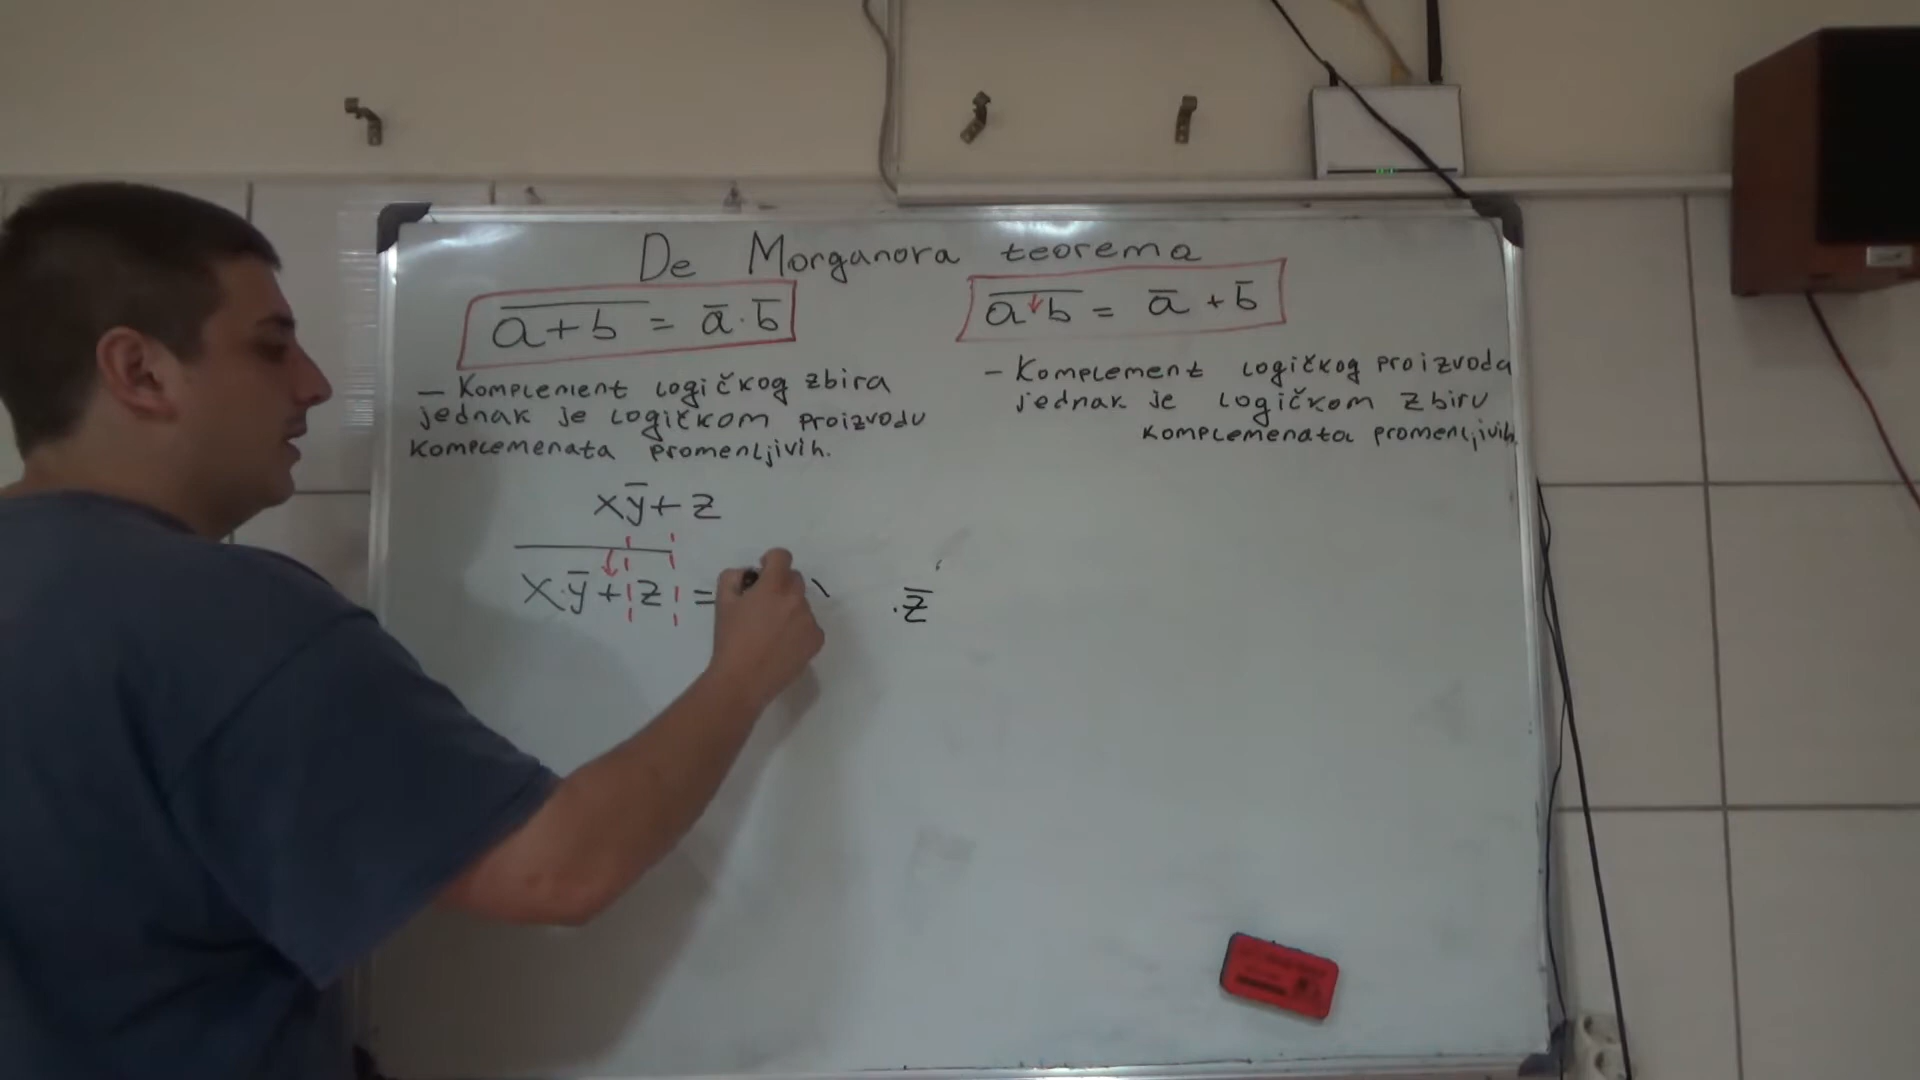 De Morganova teorema
a+b̅ = a̅·b̅
a·b̅ = a̅ + b̅
— Komplement logičkog zbira
jednak je logičkom proizvodu
komplemenata promenljivih.
- Komplement logičkog proizvoda
jednak je logičkom zbiru
komplemenata promenljivih
xy̅ + z
x·y̅ + z = · z̅